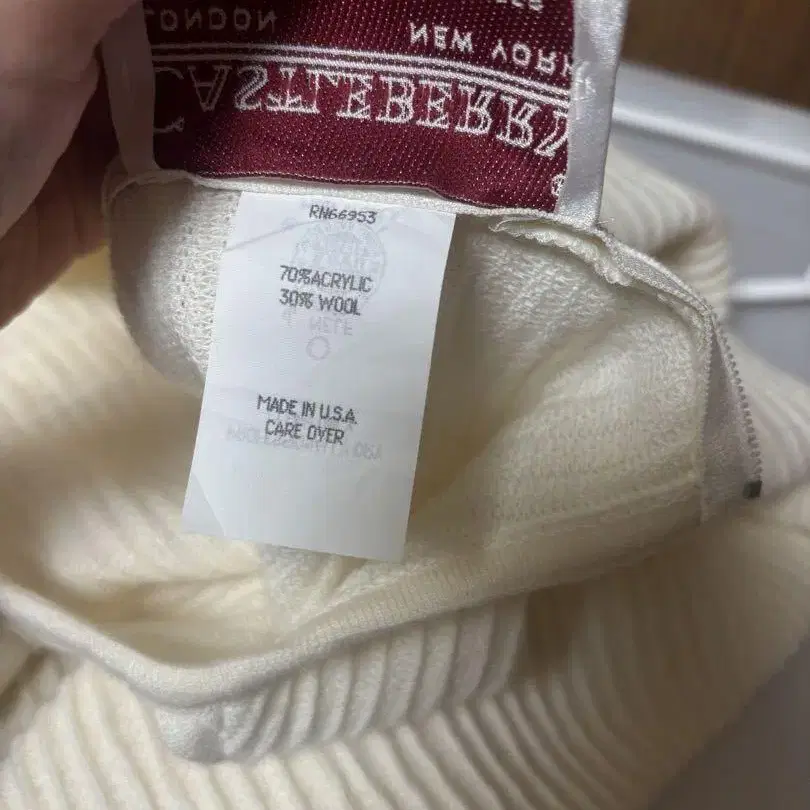 CASTLEBERRY
LONDON NEW YORK
RN66953
70%ACRYLIC
30% WOOL
MADE IN U.S.A.
CARE OVER